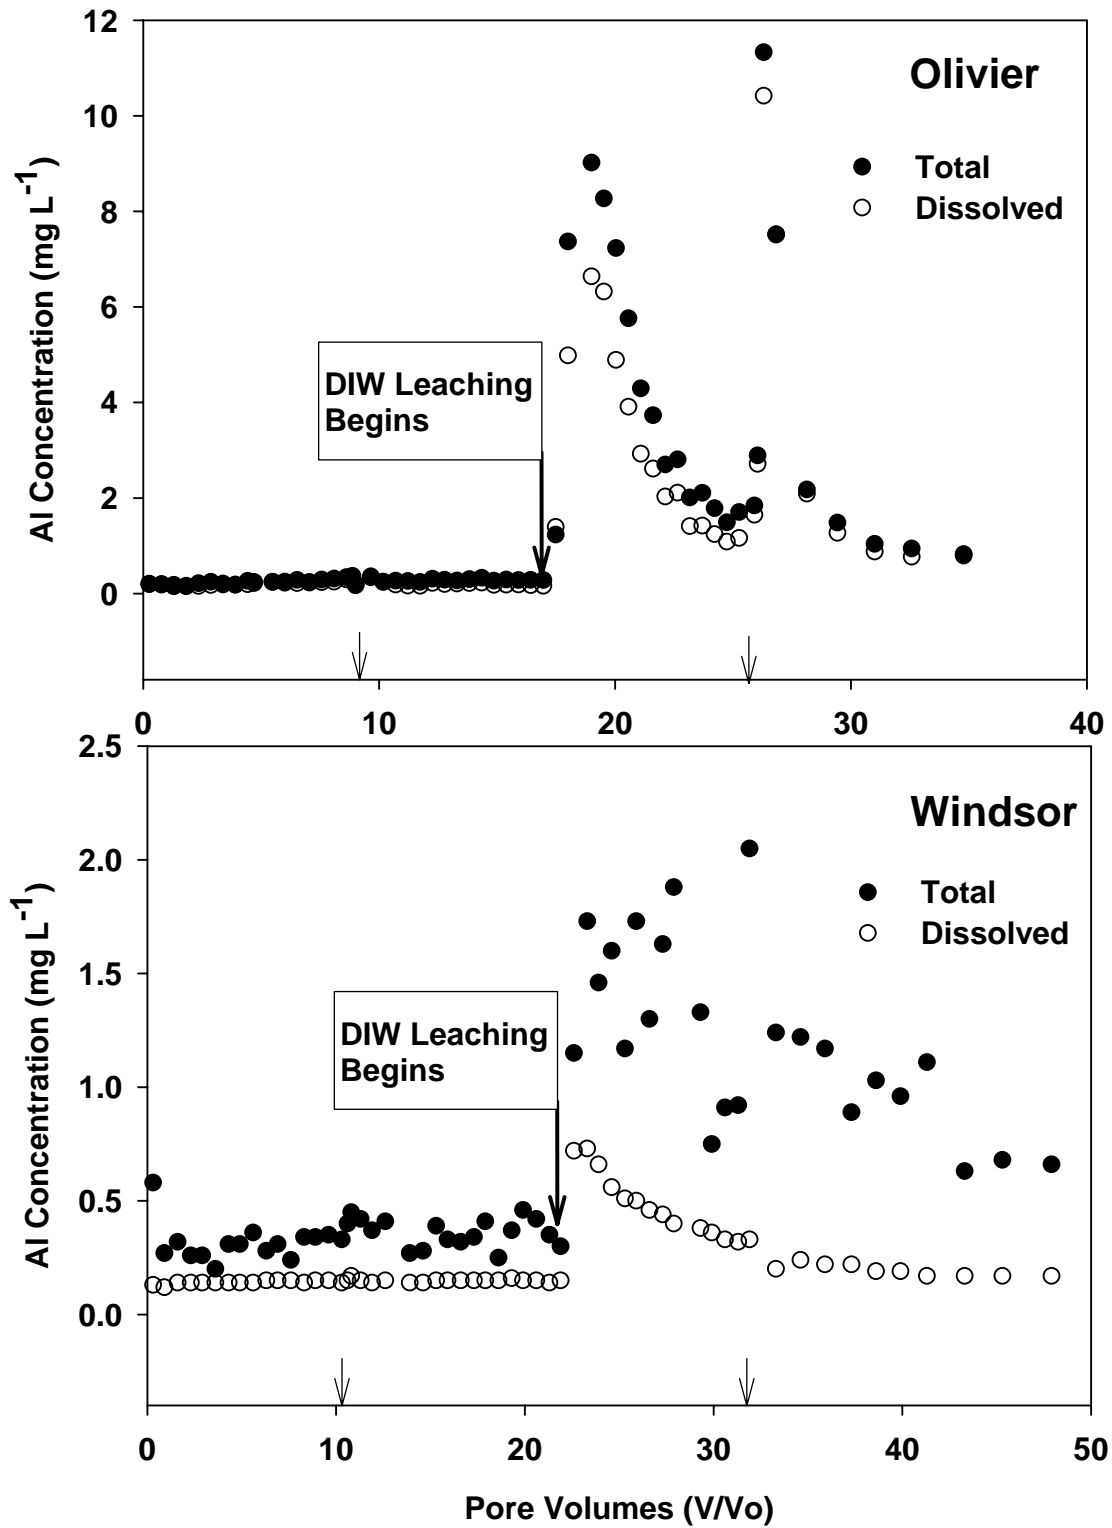 12
10
8
6
4
2
0
Al Concentration (mg L-1)
Olivier
Total
Dissolved
DIW Leaching
Begins
0 10 20 30 40
2.5
2.0
1.5
1.0
0.5
0.0
Al Concentration (mg L-1)
Windsor
Total
Dissolved
DIW Leaching
Begins
0 10 20 30 40 50
Pore Volumes (V/Vo)